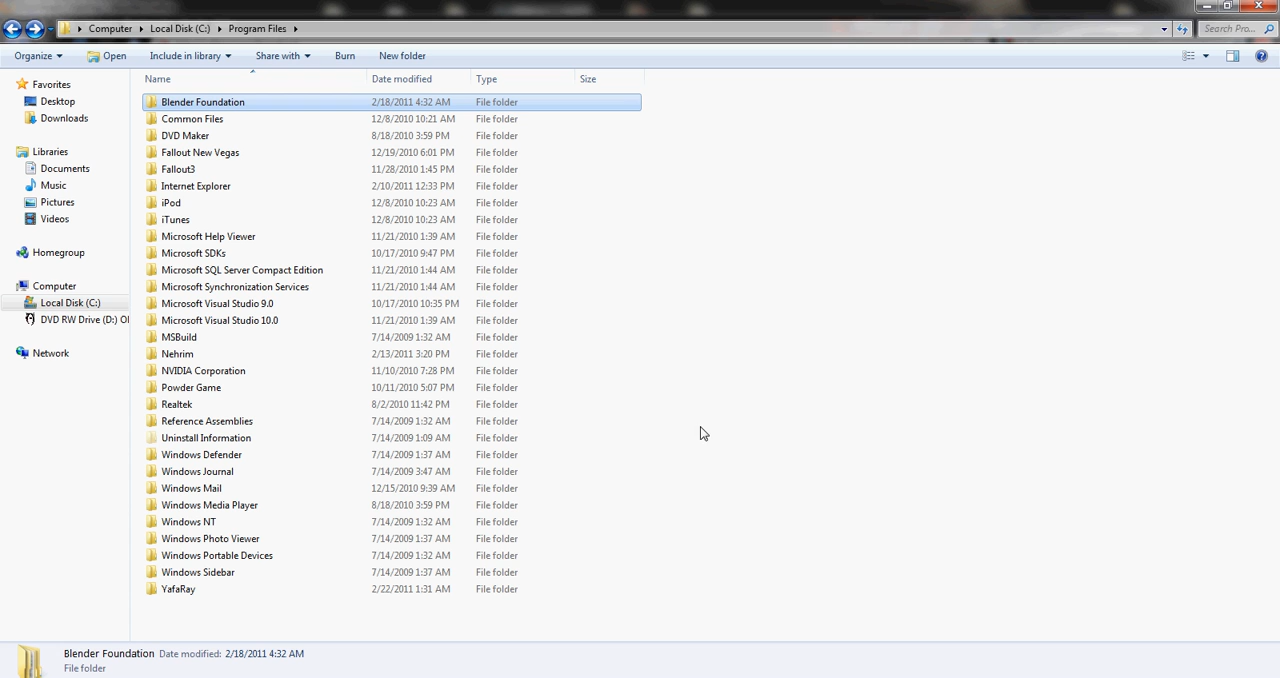 Computer Local Disk (C:) Program Files Search Pro...
Organize Open Include in library Share with Burn New folder
Name Date modified Type Size
Favorites
Desktop
Downloads
Libraries
Documents
Music
Pictures
Videos
Homegroup
Computer
Local Disk (C:)
DVD RW Drive (D:) Ol
Network
Blender Foundation 2/18/2011 4:32 AM File folder
Common Files 12/8/2010 10:21 AM File folder
DVD Maker 8/18/2010 3:59 PM File folder
Fallout New Vegas 12/19/2010 6:01 PM File folder
Fallout3 11/28/2010 1:45 PM File folder
Internet Explorer 2/10/2011 12:33 PM File folder
iPod 12/8/2010 10:23 AM File folder
iTunes 12/8/2010 10:23 AM File folder
Microsoft Help Viewer 11/21/2010 1:39 AM File folder
Microsoft SDKs 10/17/2010 9:47 PM File folder
Microsoft SQL Server Compact Edition 11/21/2010 1:44 AM File folder
Microsoft Synchronization Services 11/21/2010 1:44 AM File folder
Microsoft Visual Studio 9.0 10/17/2010 10:35 PM File folder
Microsoft Visual Studio 10.0 11/21/2010 1:39 AM File folder
MSBuild 7/14/2009 1:32 AM File folder
Nehrim 2/13/2011 3:20 PM File folder
NVIDIA Corporation 11/10/2010 7:28 PM File folder
Powder Game 10/11/2010 5:07 PM File folder
Realtek 8/2/2010 11:42 PM File folder
Reference Assemblies 7/14/2009 1:32 AM File folder
Uninstall Information 7/14/2009 1:09 AM File folder
Windows Defender 7/14/2009 1:37 AM File folder
Windows Journal 7/14/2009 3:47 AM File folder
Windows Mail 12/15/2010 9:39 AM File folder
Windows Media Player 8/18/2010 3:59 PM File folder
Windows NT 7/14/2009 1:32 AM File folder
Windows Photo Viewer 7/14/2009 1:37 AM File folder
Windows Portable Devices 7/14/2009 1:32 AM File folder
Windows Sidebar 7/14/2009 1:37 AM File folder
YafaRay 2/22/2011 1:31 AM File folder
Blender Foundation Date modified: 2/18/2011 4:32 AM
File folder